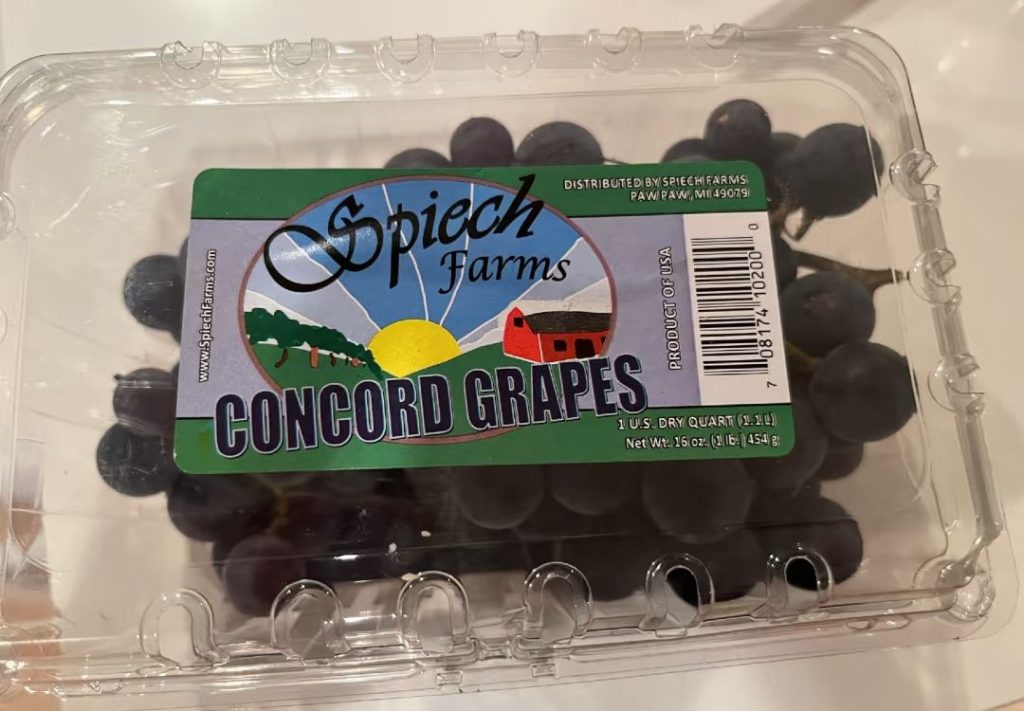 Spiech
Farms
DISTRIBUTED BY SPIECH FARMS
PAW PAW, MI 49079
www.SpiechFarms.com
PRODUCT OF USA
7 08174 10200 0
CONCORD GRAPES
1 U.S. DRY QUART (1.1 L)
Net Wt. 16 oz. (1 lb.) 454 g